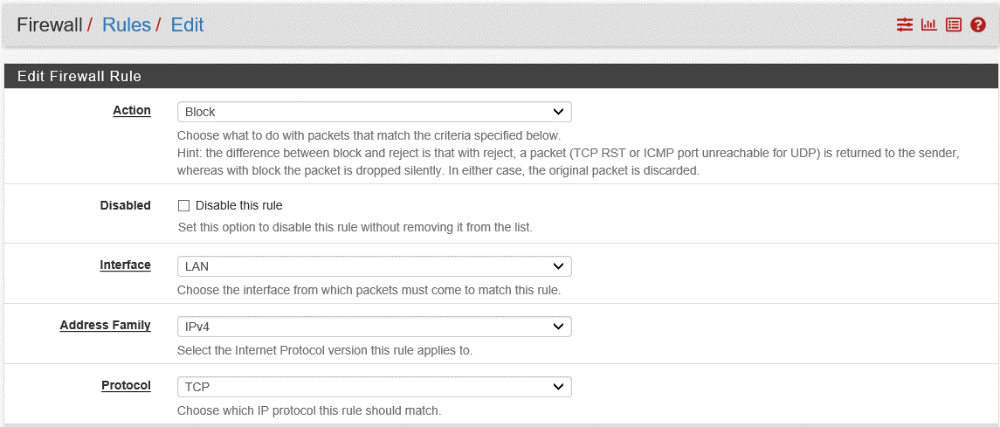 Firewall / Rules / Edit
Edit Firewall Rule
Action
Block
Choose what to do with packets that match the criteria specified below.
Hint: the difference between block and reject is that with reject, a packet (TCP RST or ICMP port unreachable for UDP) is returned to the sender,
whereas with block the packet is dropped silently. In either case, the original packet is discarded.
Disabled
Disable this rule
Set this option to disable this rule without removing it from the list.
Interface
LAN
Choose the interface from which packets must come to match this rule.
Address Family
IPv4
Select the Internet Protocol version this rule applies to.
Protocol
TCP
Choose which IP protocol this rule should match.